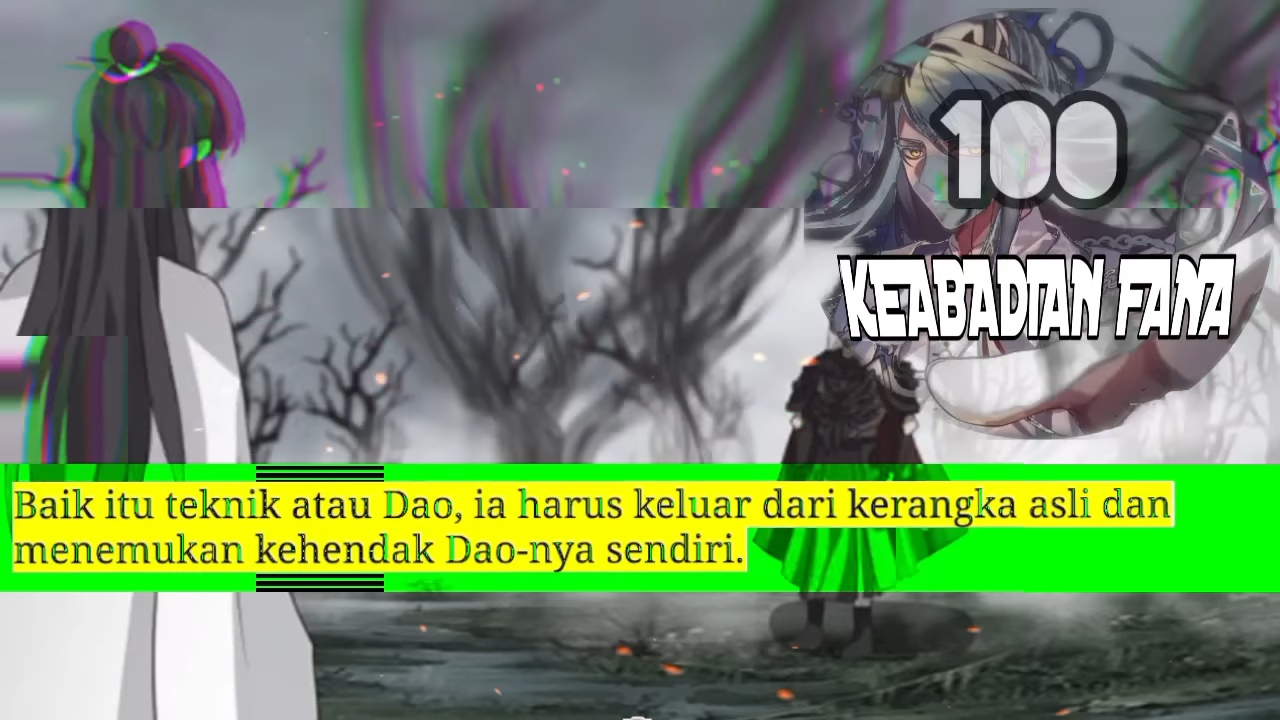 100
KEABADIAN FANA
Baik itu teknik atau Dao, ia harus keluar dari kerangka asli dan
menemukan kehendak Dao-nya sendiri.